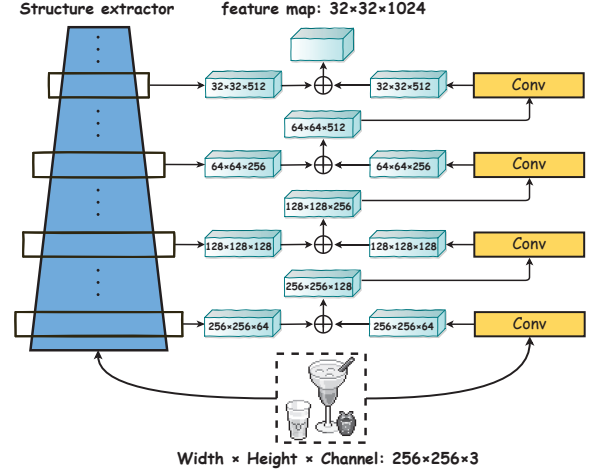 Structure extractor
feature map: 32×32×1024
32×32×512
32×32×512
Conv
64×64×512
64×64×256
64×64×256
Conv
128×128×256
128×128×128
128×128×128
Conv
256×256×128
256×256×64
256×256×64
Conv
Width × Height × Channel: 256×256×3